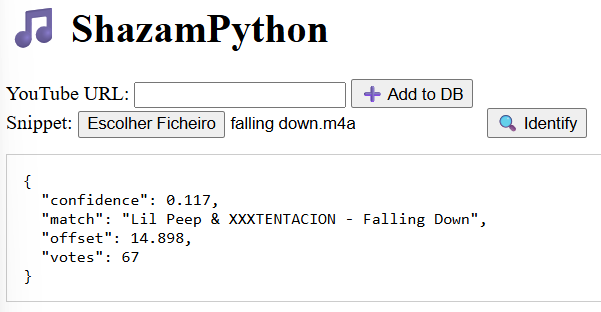 ShazamPython
YouTube URL: Add to DB
Snippet: Escolher Ficheiro falling down.m4a Identify
{
"confidence": 0.117,
"match": "Lil Peep & XXXTENTACION - Falling Down",
"offset": 14.898,
"votes": 67
}